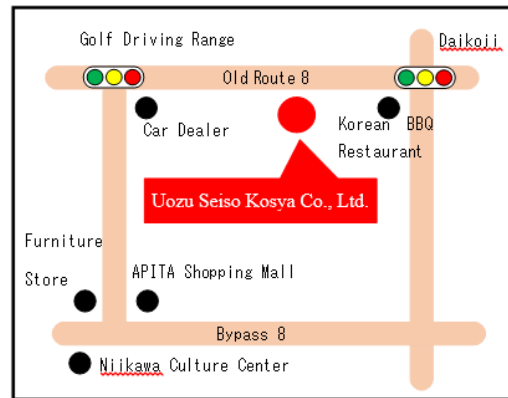 Golf Driving Range
Daikoji
Old Route 8
Car Dealer
Korean BBQ
Restaurant
Uozu Seiso Kosya Co., Ltd.
Furniture
Store
APITA Shopping Mall
Bypass 8
Niikawa Culture Center